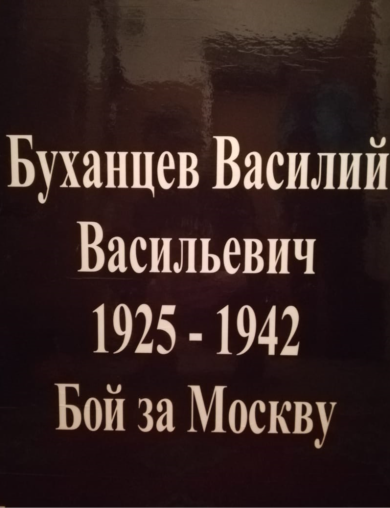 Буханцев Василий
Васильевич
1925 - 1942
Бой за Москву